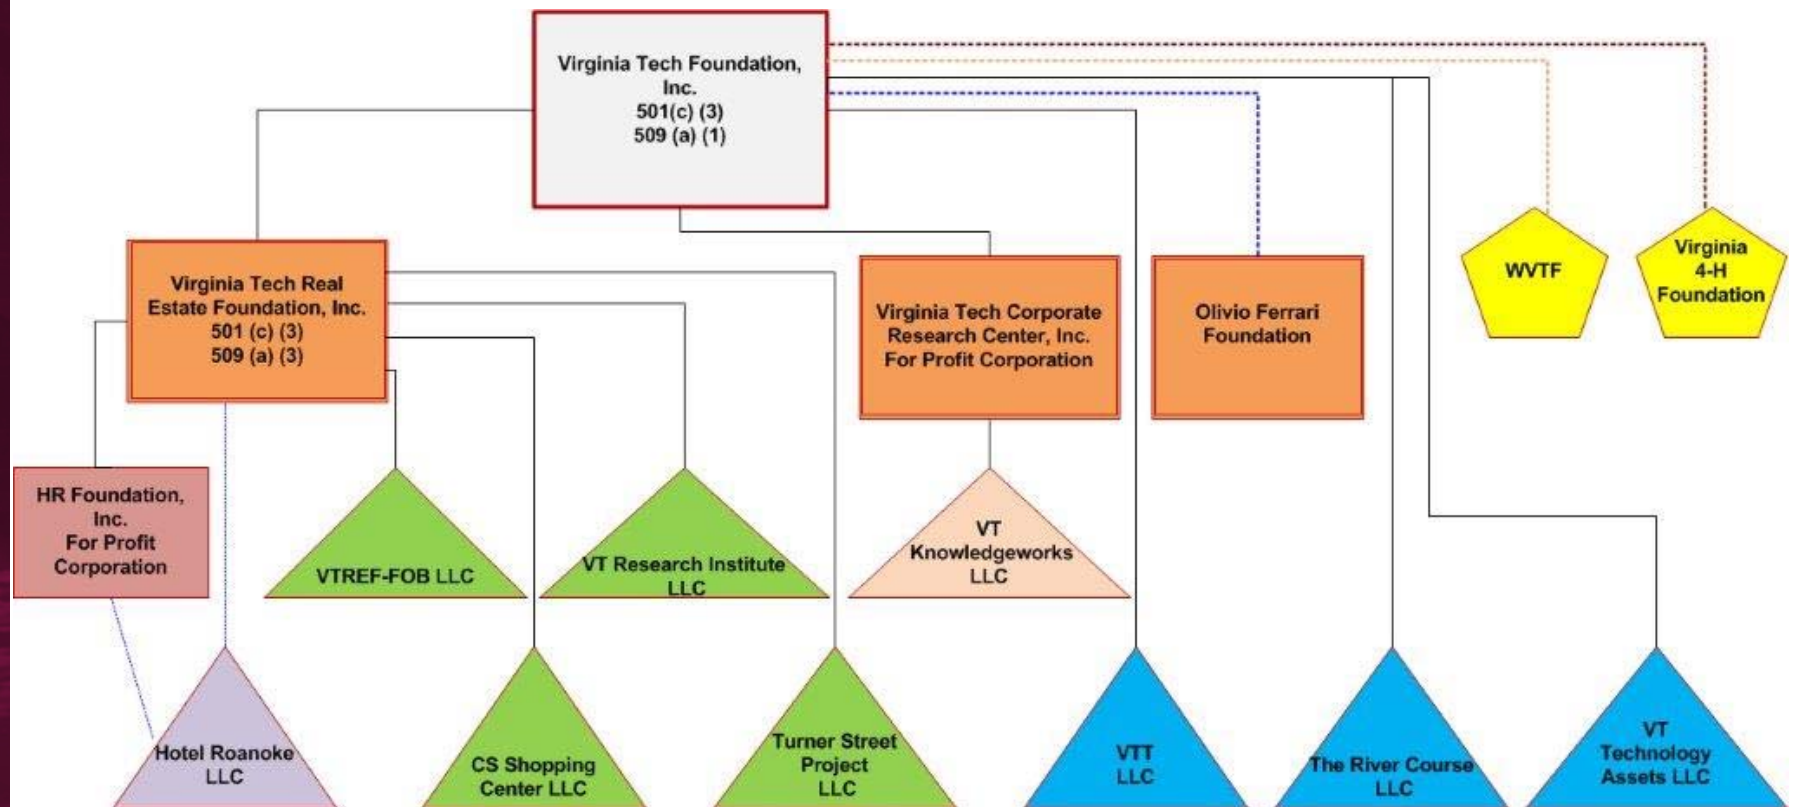 Virginia Tech Foundation,
Inc.
501(c) (3)
509 (a) (1)
Virginia Tech Real
Estate Foundation, Inc.
501 (c) (3)
509 (a) (3)
Virginia Tech Corporate
Research Center, Inc.
For Profit Corporation
Olivio Ferrari
Foundation
WVTF
Virginia
4-H
Foundation
HR Foundation,
Inc.
For Profit
Corporation
VTREF-FOB LLC
VT Research Institute
LLC
VT
Knowledgeworks
LLC
Hotel Roanoke
LLC
CS Shopping
Center LLC
Turner Street
Project
LLC
VTT
LLC
The River Course
LLC
VT
Technology
Assets LLC